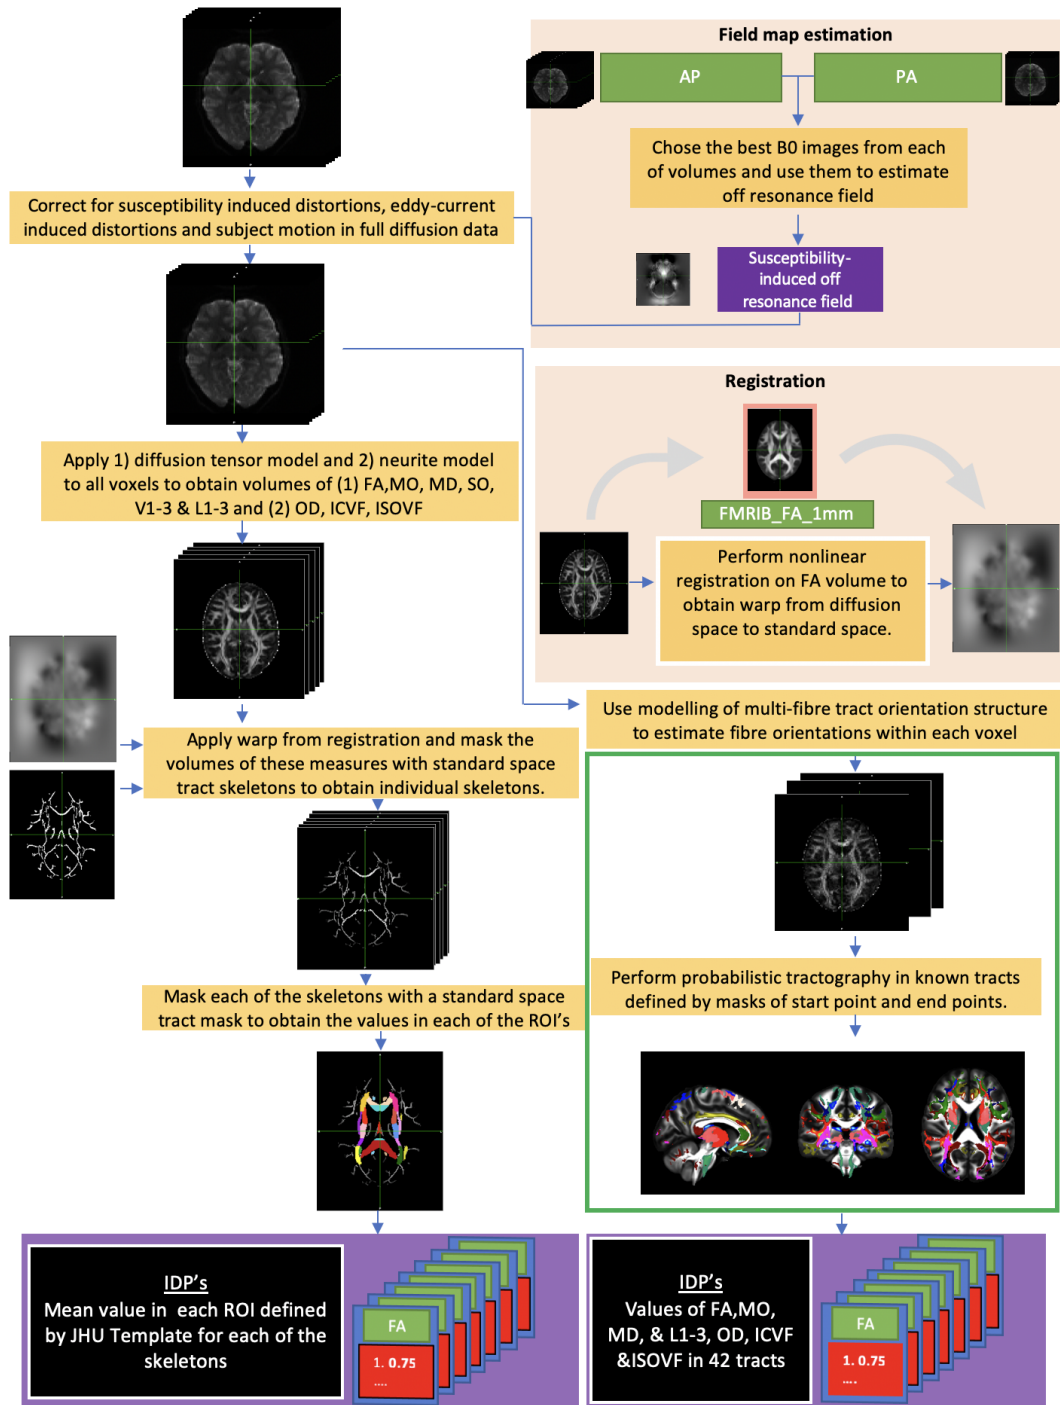 Field map estimation
AP
PA
Chose the best B0 images from each
of volumes and use them to estimate
off resonance field
Correct for susceptibility induced distortions, eddy-current
induced distortions and subject motion in full diffusion data
Susceptibility-
induced off
resonance field
Registration
FMRIB_FA_1mm
Perform nonlinear
registration on FA volume to
obtain warp from diffusion
space to standard space.
Apply 1) diffusion tensor model and 2) neurite model
to all voxels to obtain volumes of (1) FA,MO, MD, SO,
V1-3 & L1-3 and (2) OD, ICVF, ISOVF
Use modelling of multi-fibre tract orientation structure
to estimate fibre orientations within each voxel
Apply warp from registration and mask the
volumes of these measures with standard space
tract skeletons to obtain individual skeletons.
Perform probabilistic tractography in known tracts
defined by masks of start point and end points.
Mask each of the skeletons with a standard space
tract mask to obtain the values in each of the ROI's
IDP's
Mean value in  each ROI defined
by JHU Template for each of the
skeletons
FA
1. 0.75
....
IDP's
Values of FA,MO,
MD, & L1-3, OD, ICVF
&ISOVF in 42 tracts
FA
1. 0.75
....